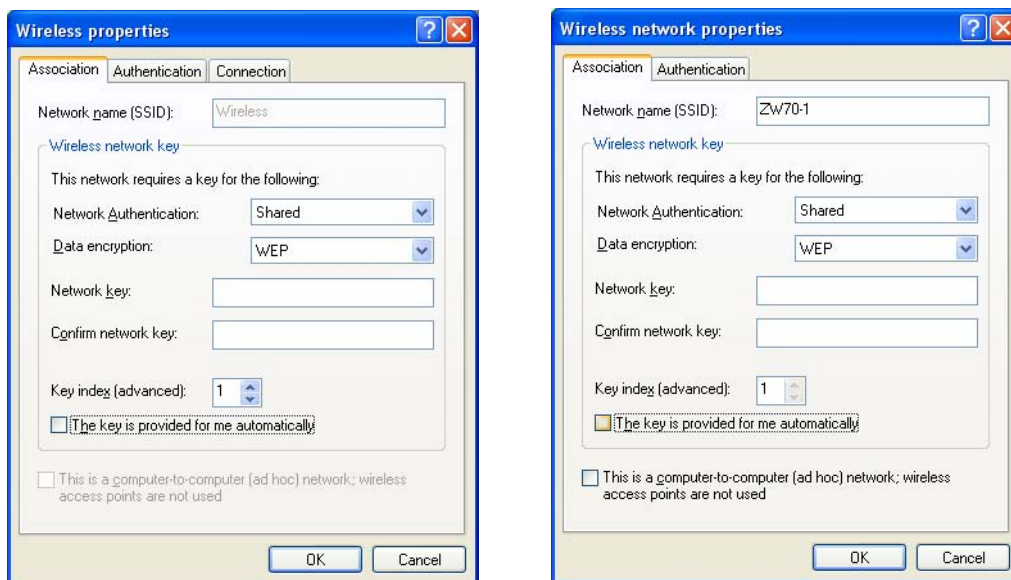 Wireless properties
Association Authentication Connection
Network name (SSID): Wireless
Wireless network key
This network requires a key for the following:
Network Authentication: Shared
Data encryption: WEP
Network key:
Confirm network key:
Key index (advanced): 1
The key is provided for me automatically
This is a computer-to-computer (ad hoc) network; wireless
access points are not used
OK Cancel
Wireless network properties
Association Authentication
Network name (SSID): ZW70-1
Wireless network key
This network requires a key for the following:
Network Authentication: Shared
Data encryption: WEP
Network key:
Confirm network key:
Key index (advanced): 1
The key is provided for me automatically
This is a computer-to-computer (ad hoc) network; wireless
access points are not used
OK Cancel